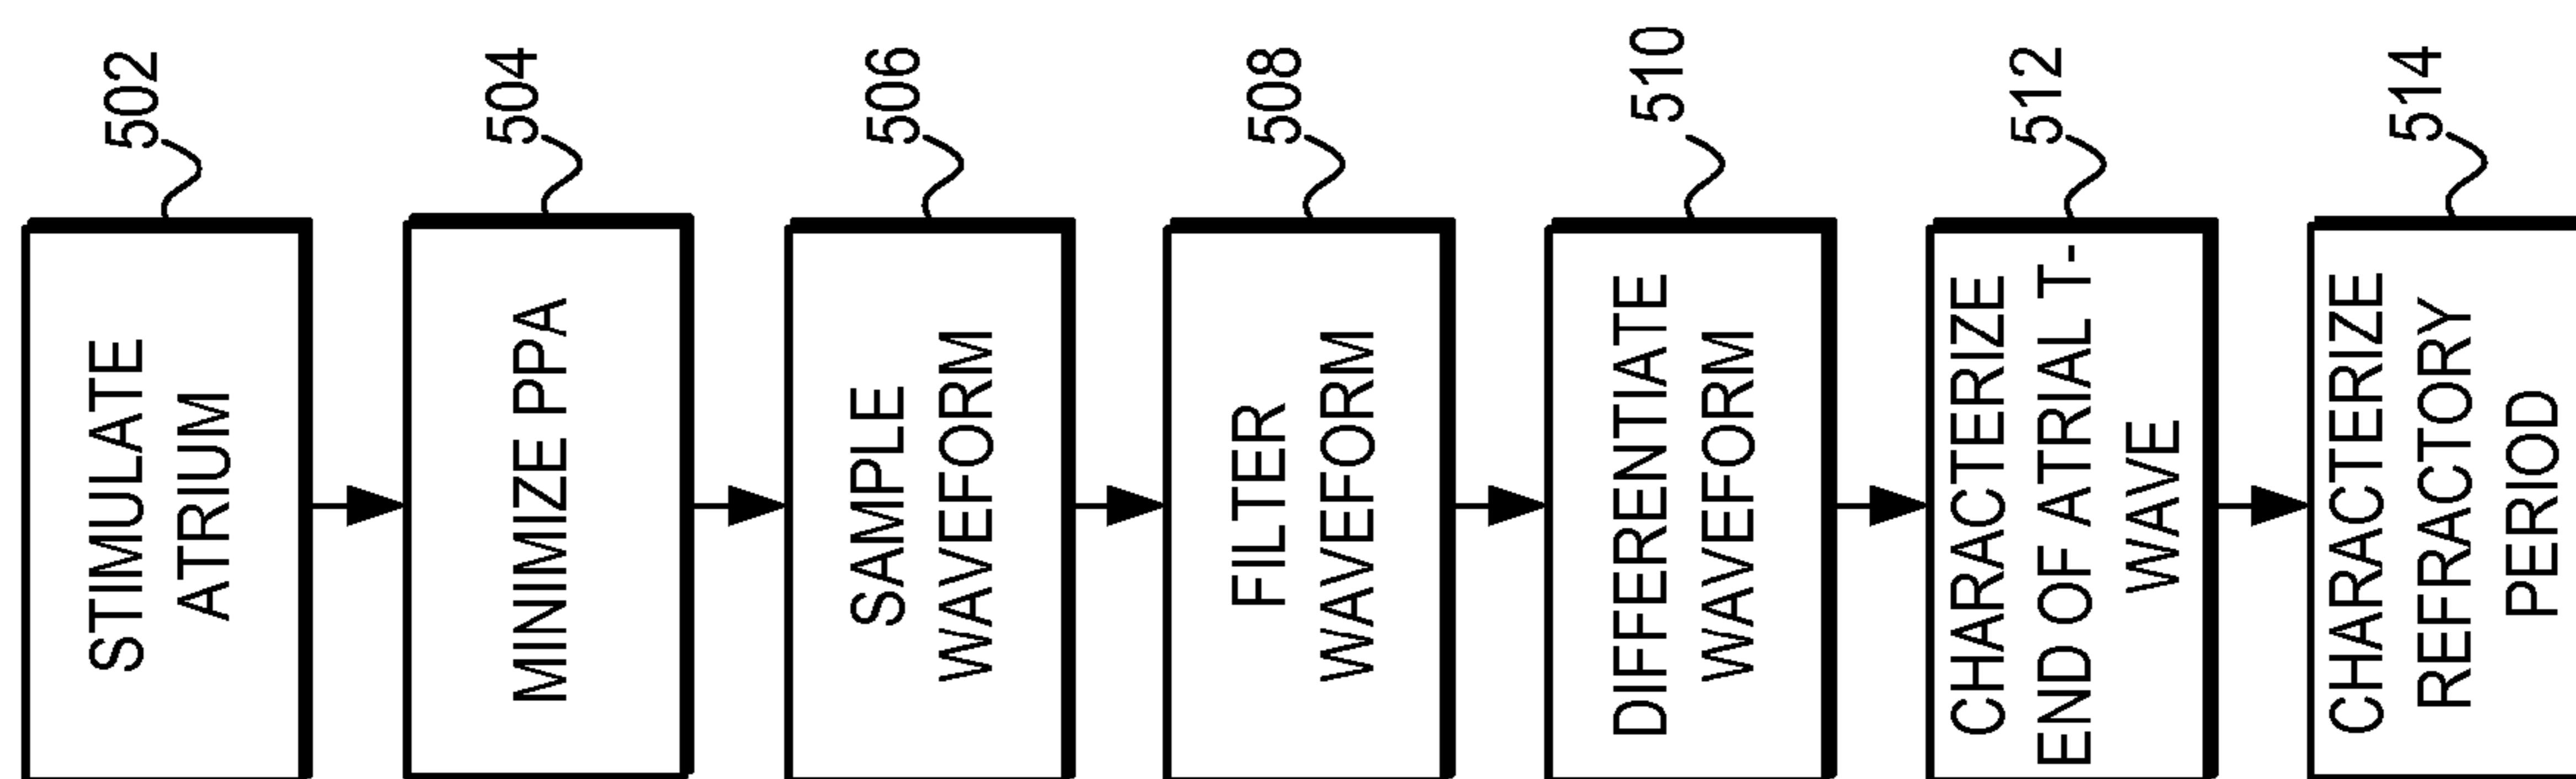 502
STIMULATE
ATRIUM
504
MINIMIZE PPA
506
SAMPLE
WAVEFORM
508
FILTER
WAVEFORM
510
DIFFERENTIATE
WAVEFORM
512
CHARACTERIZE
END OF ATRIAL T-
WAVE
514
CHARACTERIZE
REFRACTORY
PERIOD